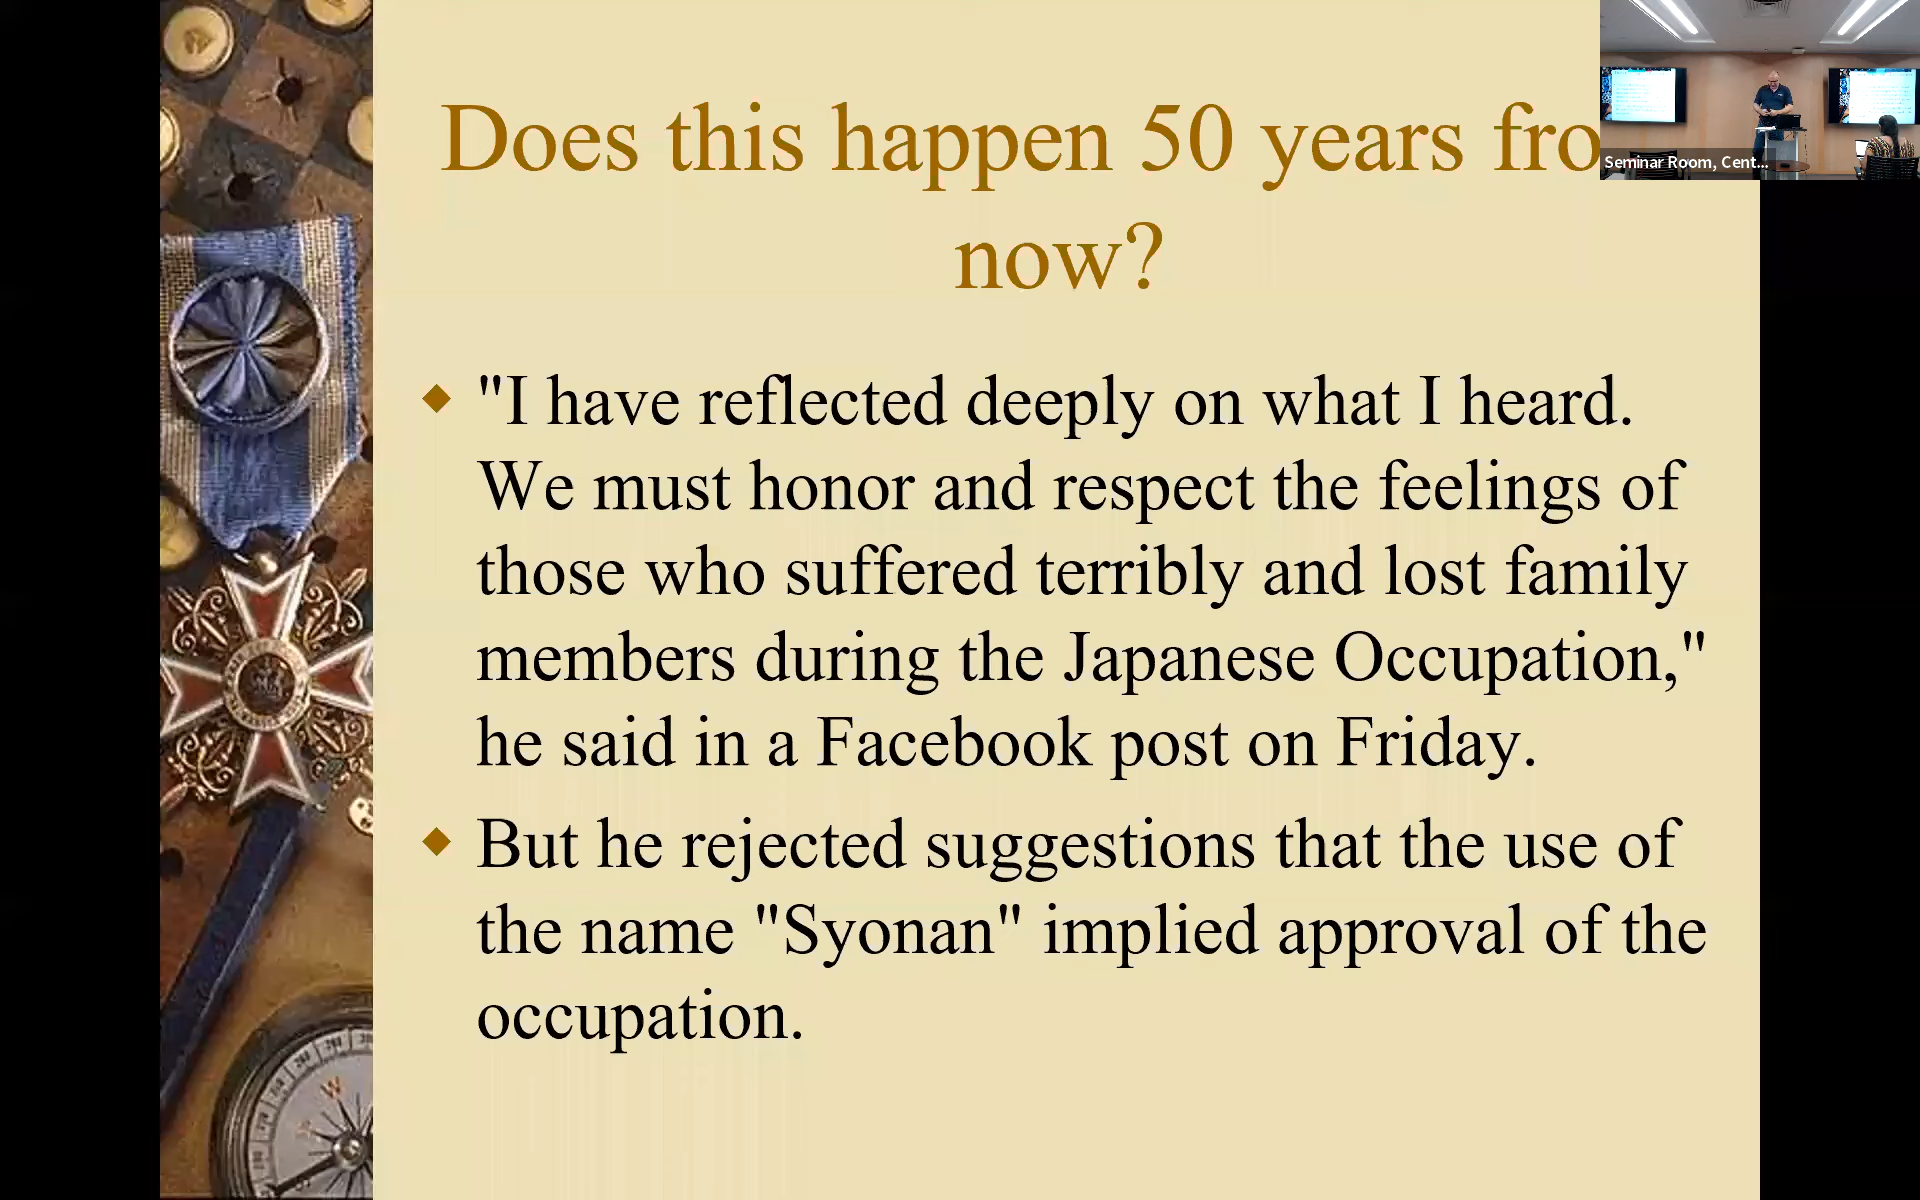 Does this happen 50 years fro
now?
Seminar Room, Cent...
"I have reflected deeply on what I heard.
We must honor and respect the feelings of
those who suffered terribly and lost family
members during the Japanese Occupation,"
he said in a Facebook post on Friday.
But he rejected suggestions that the use of
the name "Syonan" implied approval of the
occupation.